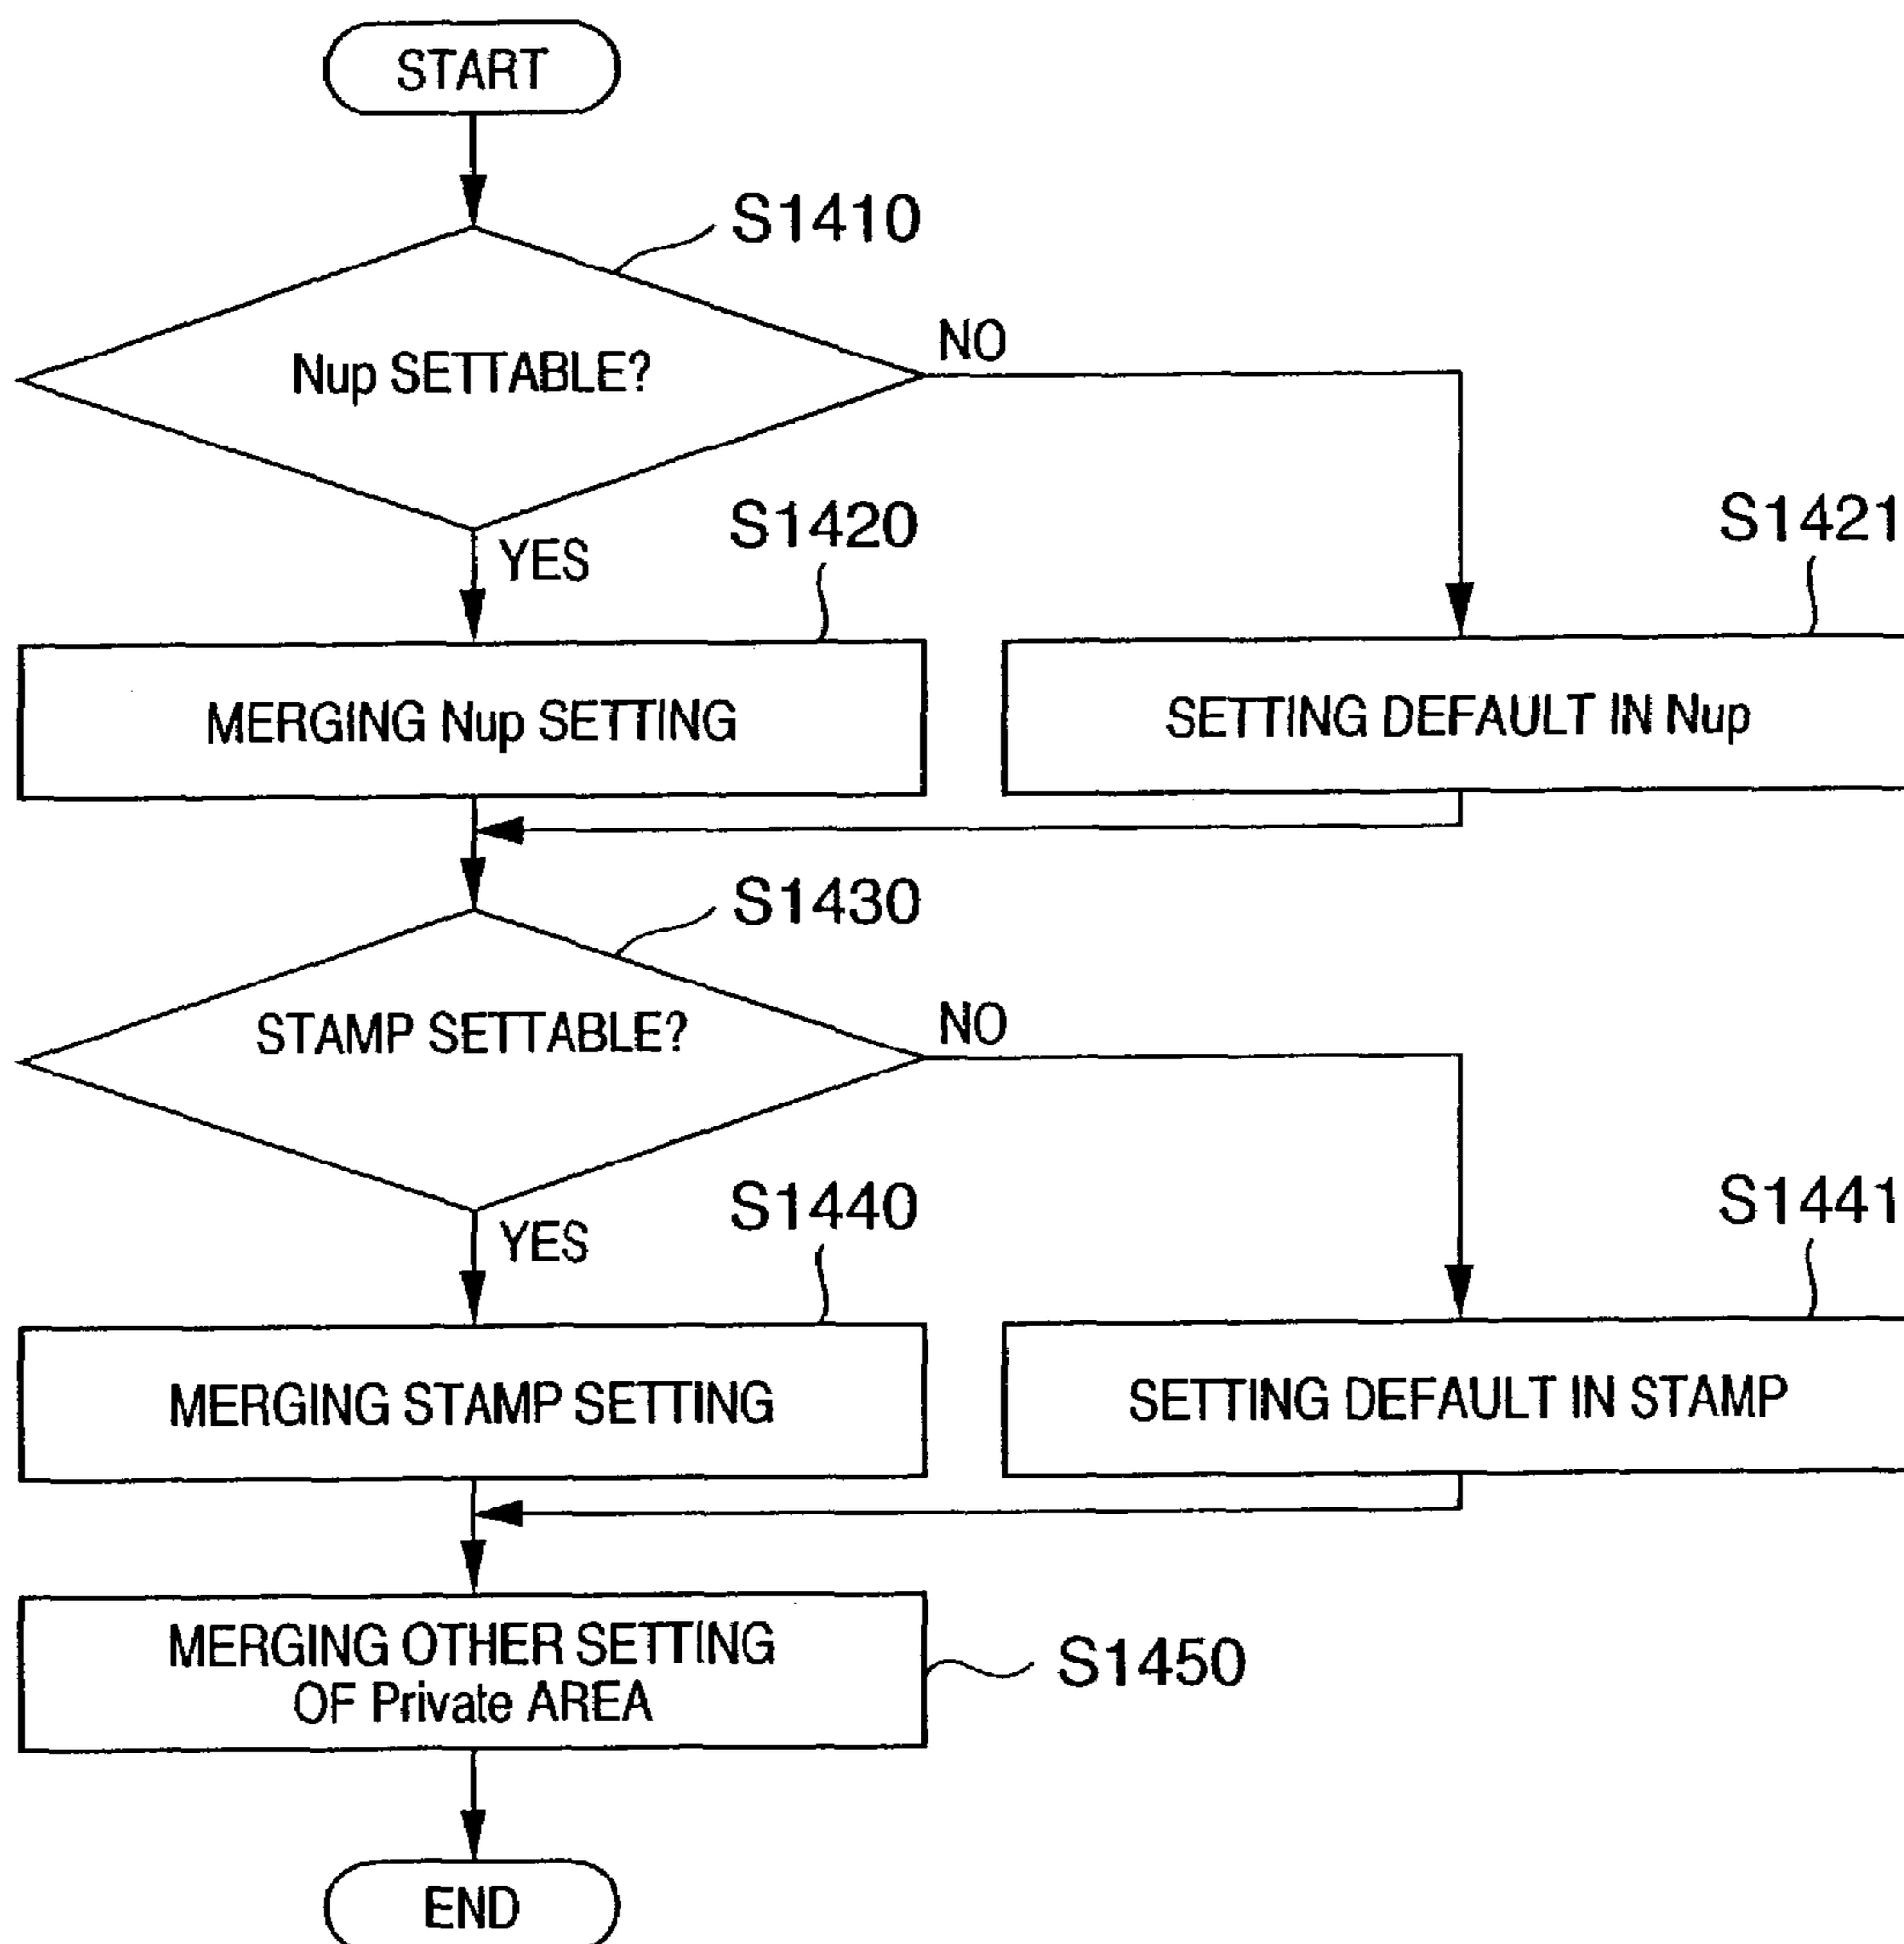 START
S1410
Nup SETTABLE?
NO
YES
S1420
S1421
MERGING Nup SETTING
SETTING DEFAULT IN Nup
S1430
STAMP SETTABLE?
NO
YES
S1440
S1441
MERGING STAMP SETTING
SETTING DEFAULT IN STAMP
MERGING OTHER SETTING
OF Private AREA
S1450
END